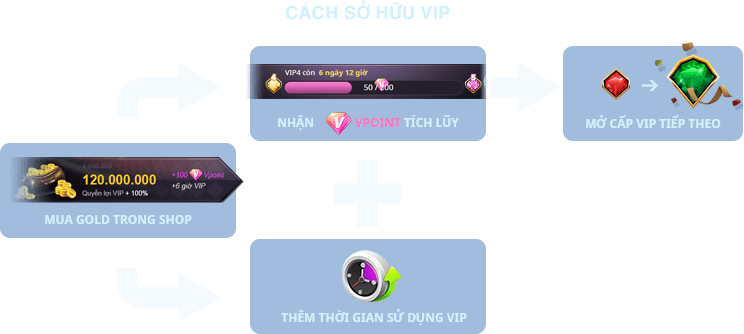 CÁCH SỞ HỮU VIP
VIP4 còn 6 ngày 12 giờ
50 / 200
NHẬN VPOINT TÍCH LŨY
MỞ CẤP VIP TIẾP THEO
120.000.000
Quyền lợi VIP + 100%
+100 Vpoint
+6 giờ VIP
MUA GOLD TRONG SHOP
THÊM THỜI GIAN SỬ DỤNG VIP